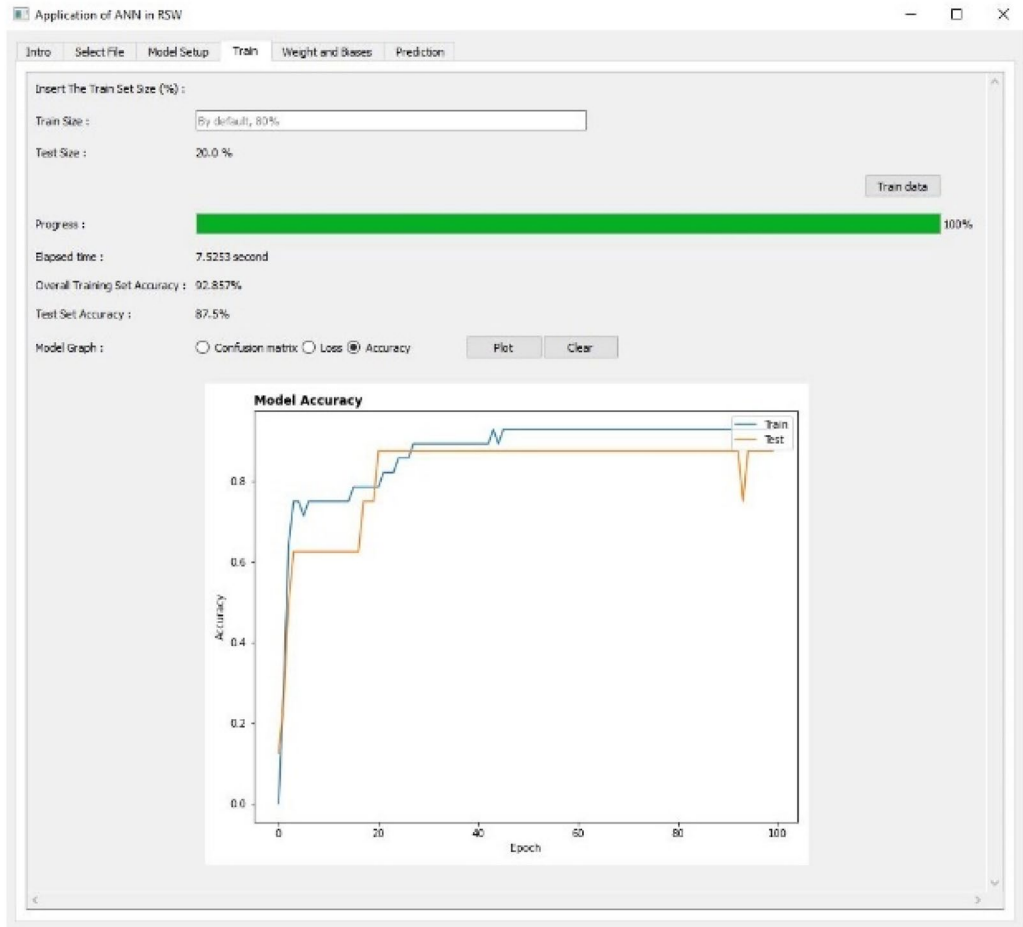 Application of ANN in RSW
Intro Select File Model Setup Train Weight and Biases Prediction
Insert The Train Set Size (%) :
Train Size : By default, 80%
Test Size : 20.0 %
Train data
Progress : 100%
Elapsed time : 7.5253 second
Overall Training Set Accuracy : 92.857%
Test Set Accuracy : 87.5%
Model Graph : Confusion matrix Loss Accuracy Plot Clear
Model Accuracy
Train
Test
0.8
0.6
0.4
0.2
0.0
Accuracy
0 20 40 60 80 100
Epoch